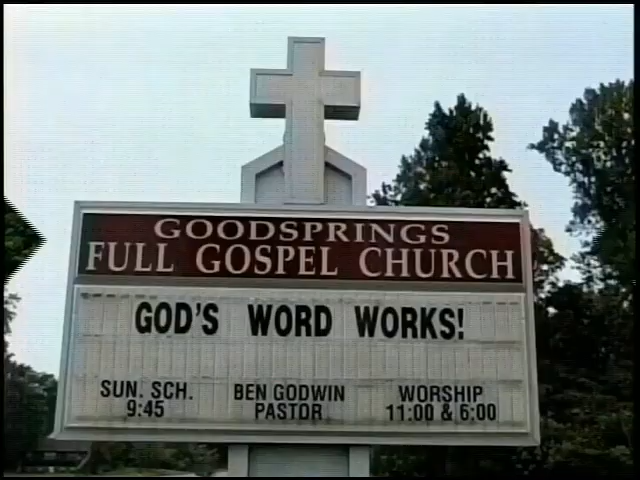 GOODSPRINGS
FULL GOSPEL CHURCH
GOD'S WORD WORKS!
SUN. SCH. BEN GODWIN WORSHIP
9:45 PASTOR 11:00 & 6:00